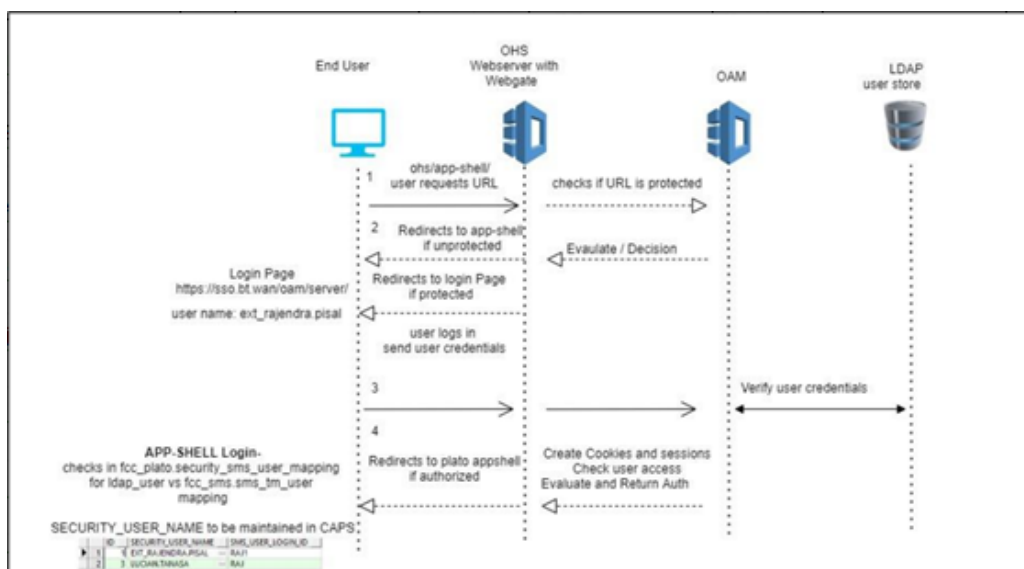 End User
OHS
Webserver with
Webgate
OAM
LDAP
user store
1
ohs/app-shell/
user requests URL
checks if URL is protected
2
Redirects to app-shell
if unprotected
Evaulate / Decision
Login Page
https://sso.bt.wan/oam/server/
user name: ext_rajendra.pisal
Redirects to login Page
if protected
user logs in
send user credentials
3
Verify user credentials
4
APP-SHELL Login-
checks in fcc_plato.security_sms_user_mapping
for ldap_user vs fcc_sms.sms_tm_user
mapping
Redirects to plato appshell
if authorized
Create Cookies and sessions
Check user access
Evaluate and Return Auth
SECURITY_USER_NAME to be maintained in CAPS
ID SECURITY_USER_NAME SMS_USER_LOGIN_ID
1 EXT_RAJENDRA.PISAL ... RAJ1
2 3 LUCIAN.TANASA ... RAJ